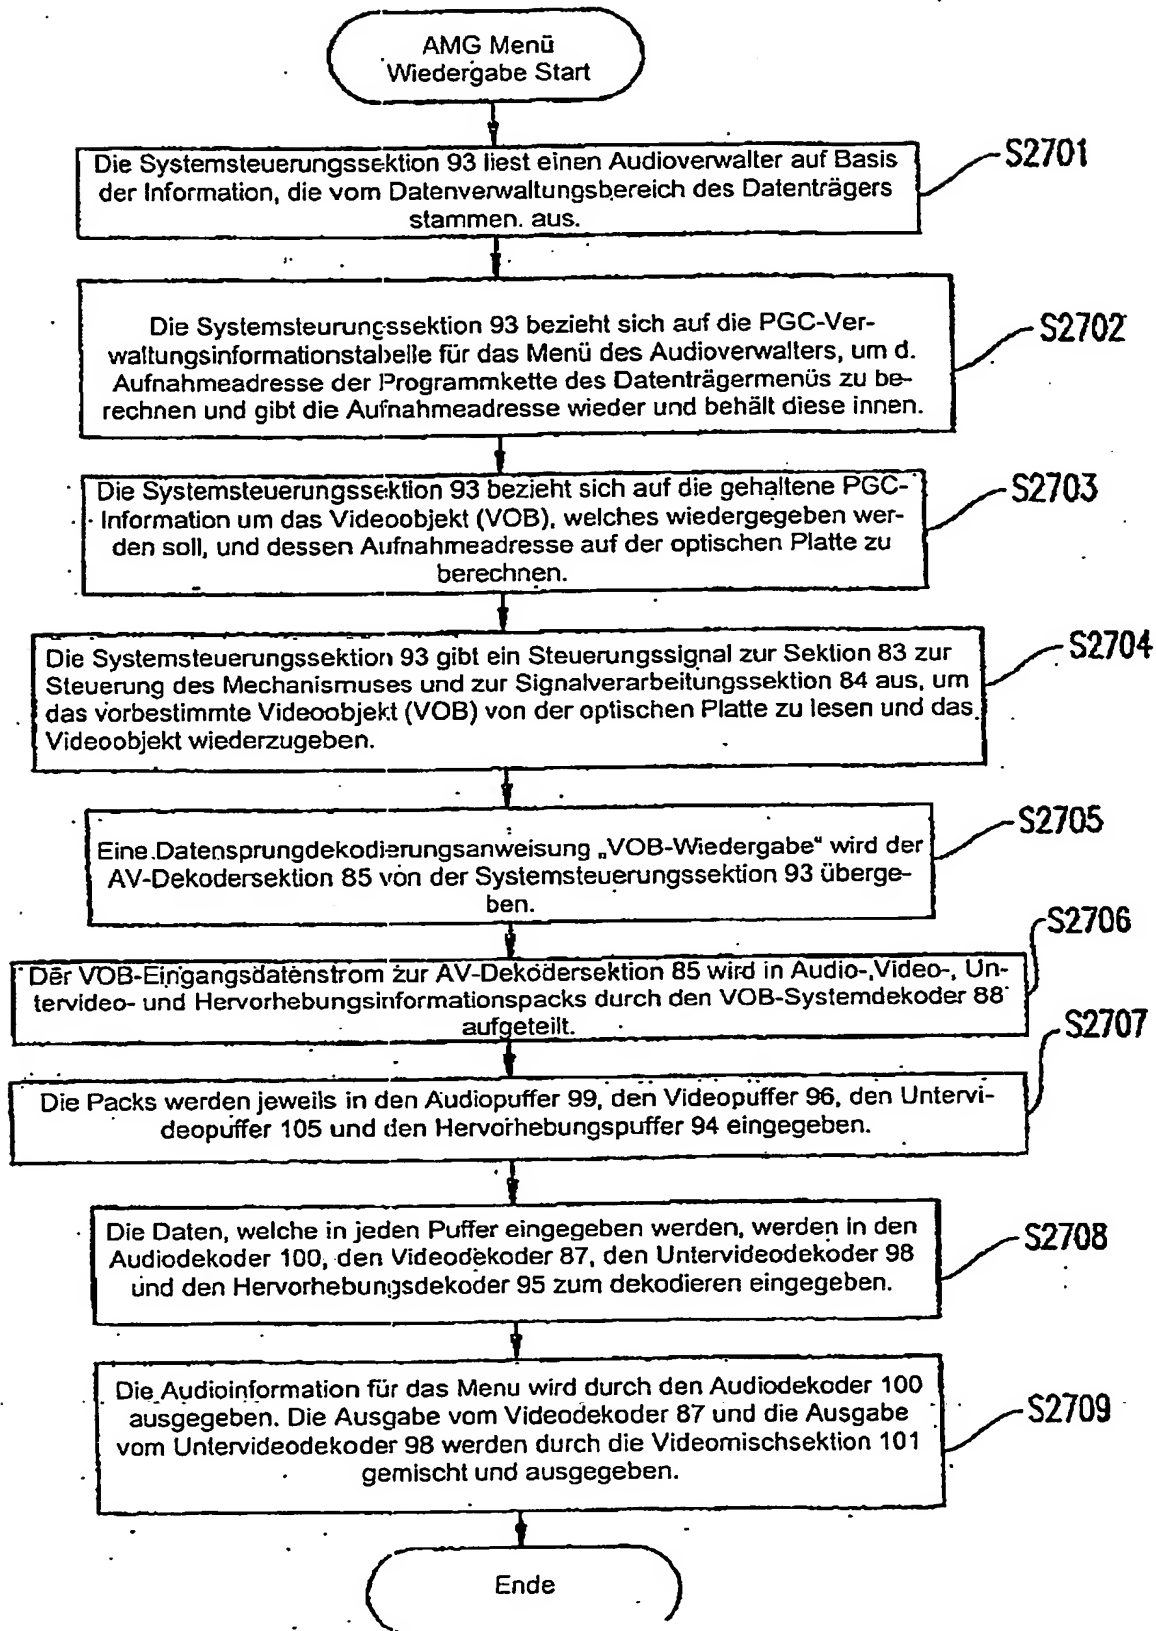 AMG Menü
Wiedergabe Start
Die Systemsteuerungssektion 93 liest einen Audioverwalter auf Basis
der Information, die vom Datenverwaltungsbereich des Datenträgers
stammen. aus.
S2701
Die Systemsteurungssektion 93 bezieht sich auf die PGC-Ver-
waltungsinformationstabelle für das Menü des Audioverwalters, um d.
Aufnahmeadresse der Programmkette des Datenträgermenüs zu be-
rechnen und gibt die Aufnahmeadresse wieder und behält diese innen.
S2702
Die Systemsteuerungssektion 93 bezieht sich auf die gehaltene PGC-
Information um das Videoobjekt (VOB), welches wiedergegeben wer-
den soll, und dessen Aufnahmeadresse auf der optischen Platte zu
berechnen.
S2703
Die Systemsteuerungssektion 93 gibt ein Steuerungssignal zur Sektion 83 zur
Steuerung des Mechanismuses und zur Signalverarbeitungssektion 84 aus, um
das vorbestimmte Videoobjekt (VOB) von der optischen Platte zu lesen und das
Videoobjekt wiederzugeben.
S2704
Eine Datensprungdekodierungsanweisung „VOB-Wiedergabe“ wird der
AV-Dekodersektion 85 von der Systemsteuerungssektion 93 überge-
ben.
S2705
Der VOB-Eingangsdatenstrom zur AV-Dekodersektion 85 wird in Audio-,Video-, Un-
tervideo- und Hervorhebungsinformationspacks durch den VOB-Systemdekoder 88
aufgeteilt.
S2706
Die Packs werden jeweils in den Audiopuffer 99, den Videopuffer 96, den Untervi-
deopuffer 105 und den Hervorhebungspuffer 94 eingegeben.
S2707
Die Daten, welche in jeden Puffer eingegeben werden, werden in den
Audiodekoder 100, den Videodekoder 87, den Untervideodekoder 98
und den Hervorhebungsdekoder 95 zum dekodieren eingegeben.
S2708
Die Audioinformation für das Menu wird durch den Audiodekoder 100
ausgegeben. Die Ausgabe vom Videodekoder 87 und die Ausgabe
vom Untervideodekoder 98 werden durch die Videomischsektion 101
gemischt und ausgegeben.
S2709
Ende